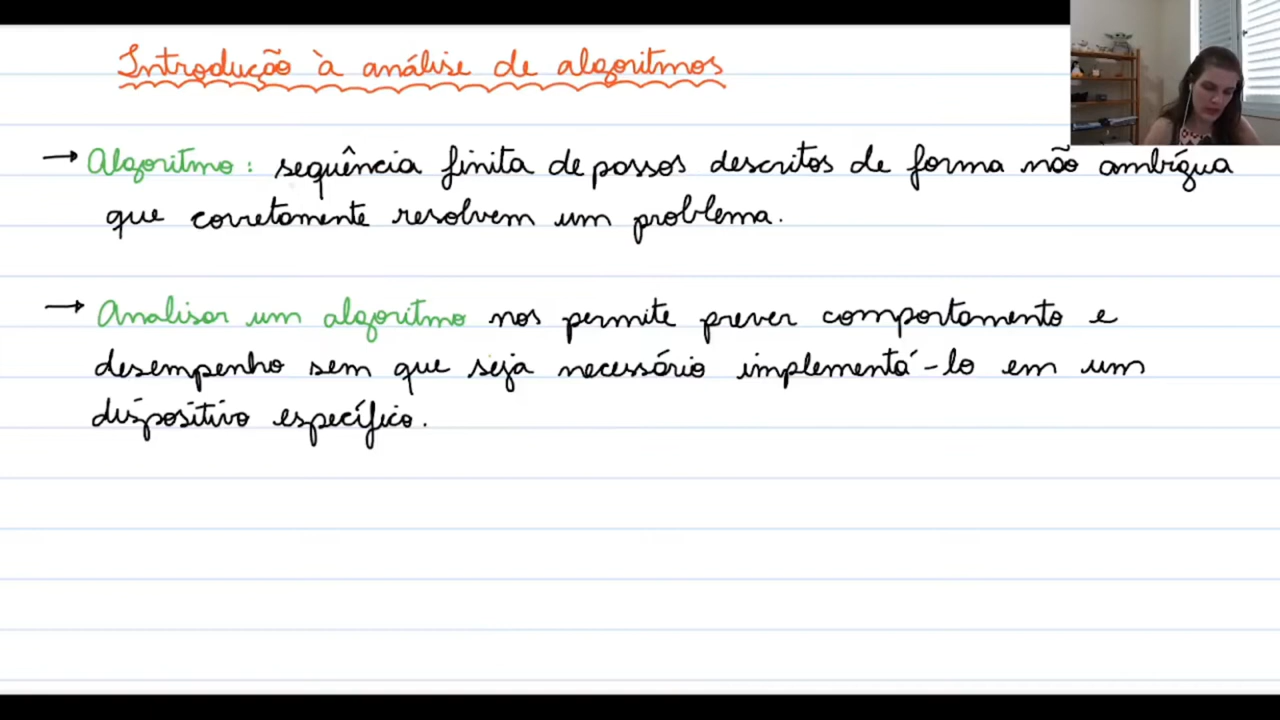 Introdução à análise de algoritmos
→ Algoritmo: sequência finita de passos descritos de forma não ambígua
que corretamente resolvem um problema.
→ Analisar um algoritmo nos permite prever comportamento e
desempenho sem que seja necessário implementá-lo em um
dispositivo específico.